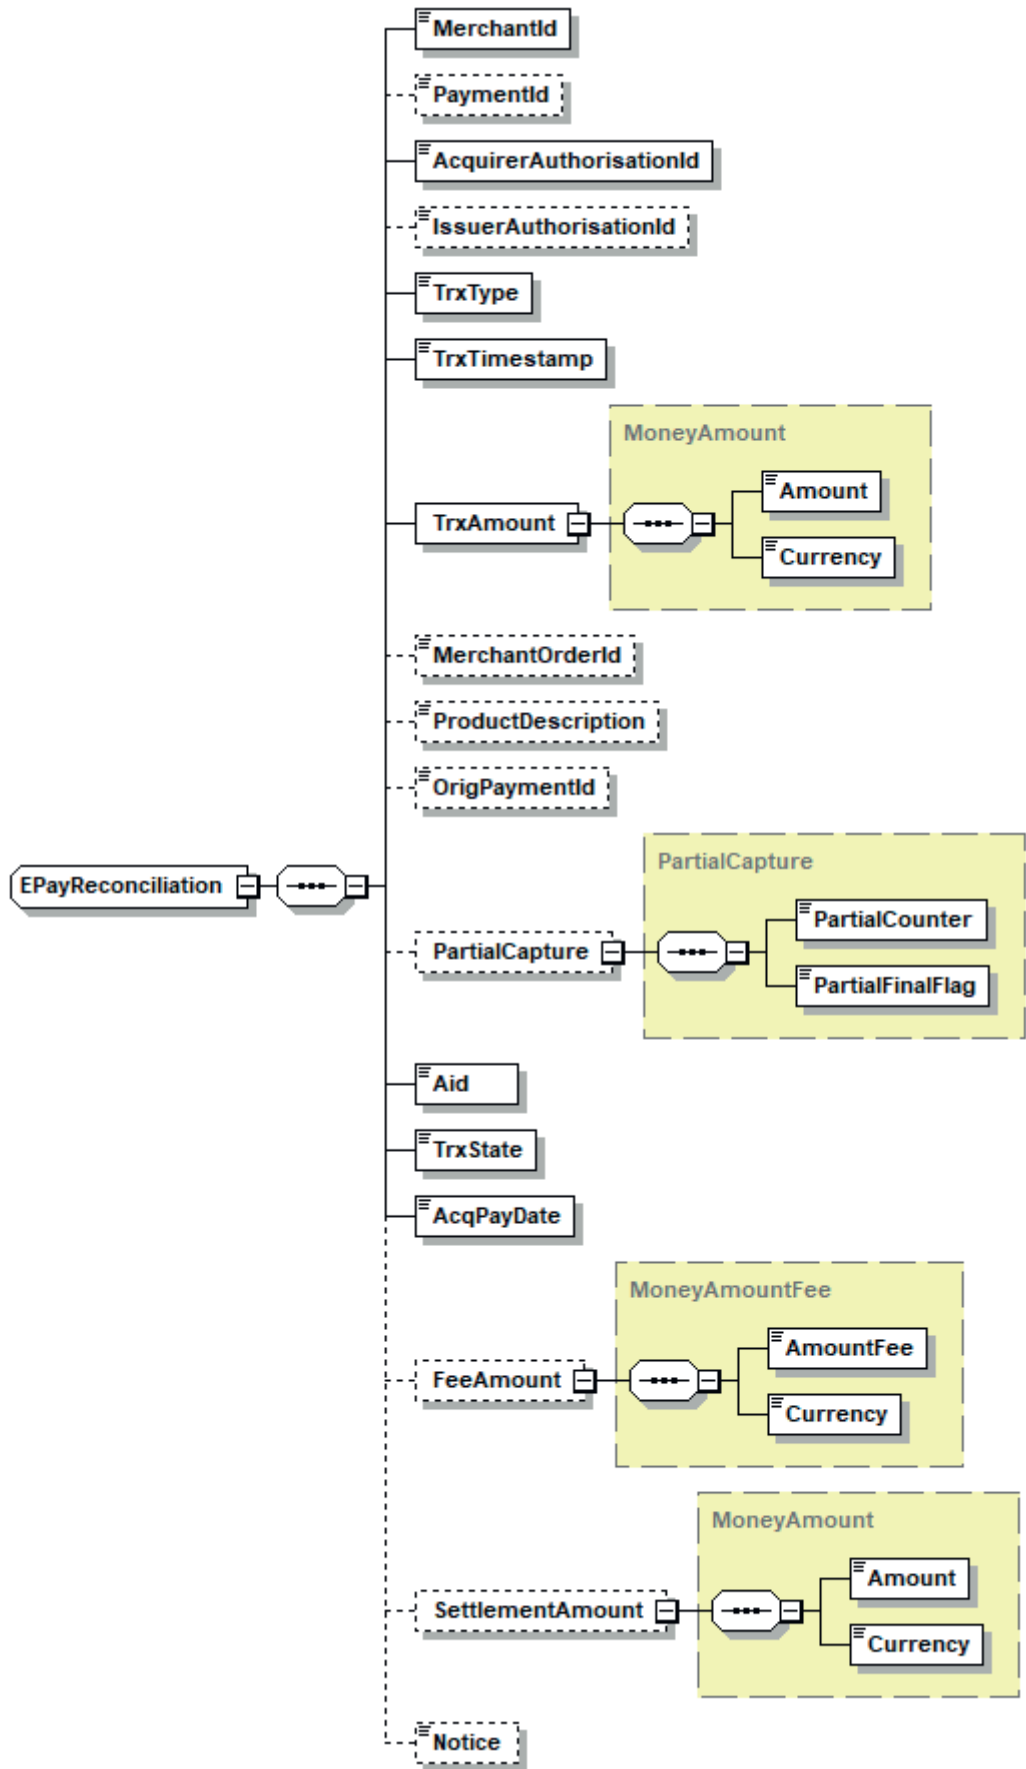 MerchantId
PaymentId
AcquirerAuthorisationId
IssuerAuthorisationId
TrxType
TrxTimestamp
MoneyAmount
Amount
TrxAmount
Currency
MerchantOrderId
ProductDescription
OrigPaymentId
PartialCapture
EPayReconciliation
PartialCounter
PartialCapture
PartialFinalFlag
Aid
TrxState
AcqPayDate
MoneyAmountFee
AmountFee
FeeAmount
Currency
MoneyAmount
Amount
SettlementAmount
Currency
Notice